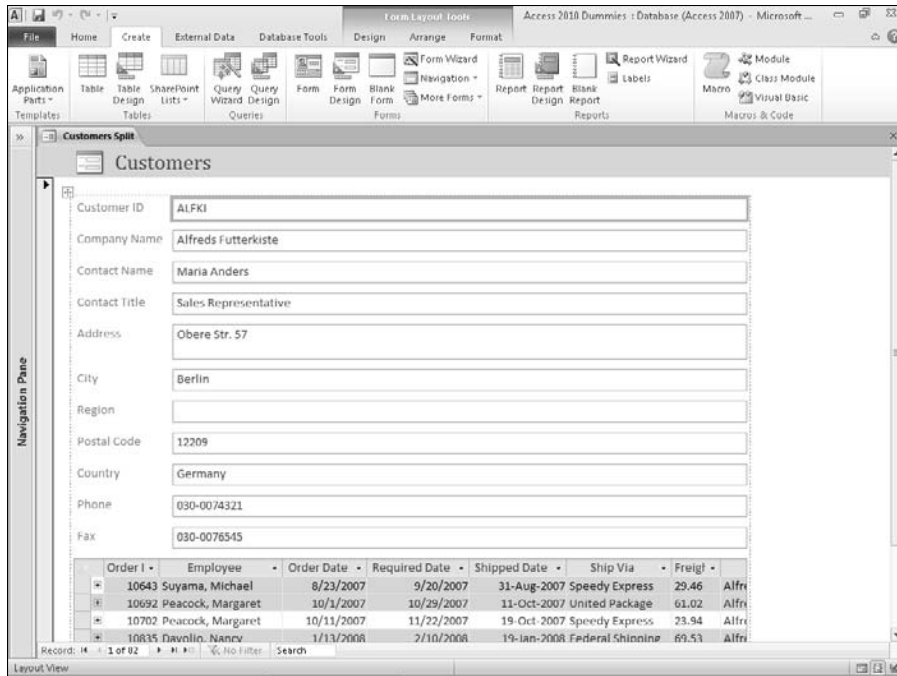 Form Layout Tools
Access 2010 Dummies : Database (Access 2007) - Microsoft ...
File Home Create External Data Database Tools Design Arrange Format
Application Parts
Table
Table Design
SharePoint Lists
Query Wizard
Query Design
Form
Form Design
Blank Form
Form Wizard
Navigation
More Forms
Report
Report Design
Blank Report
Report Wizard
Labels
Macro
Module
Class Module
Visual Basic
Templates Tables Queries Forms Reports Macros & Code
Customers Split
Customers
Navigation Pane
Customer ID ALFKI
Company Name Alfreds Futterkiste
Contact Name Maria Anders
Contact Title Sales Representative
Address Obere Str. 57
City Berlin
Region
Postal Code 12209
Country Germany
Phone 030-0074321
Fax 030-0076545
Order I Employee Order Date Required Date Shipped Date Ship Via Freigh
10643 Suyama, Michael 8/23/2007 9/20/2007 31-Aug-2007 Speedy Express 29.46 Alfre
10692 Peacock, Margaret 10/1/2007 10/29/2007 11-Oct-2007 United Package 61.02 Alfre
10702 Peacock, Margaret 10/11/2007 11/22/2007 19-Oct-2007 Speedy Express 23.94 Alfre
10835 Davolio, Nancy 1/13/2008 2/10/2008 19-Jan-2008 Federal Shipping 69.53 Alfre
Record: 1 of 82 No Filter Search
Layout View